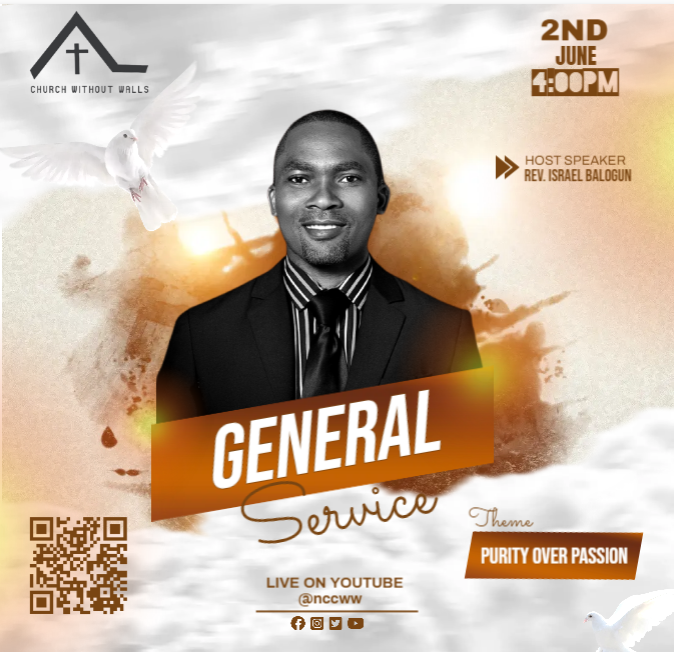 CHURCH WITHOUT WALLS
2ND
JUNE
4:00PM
HOST SPEAKER
REV. ISRAEL BALOGUN
GENERAL
Service
Theme
PURITY OVER PASSION
LIVE ON YOUTUBE
@nccww